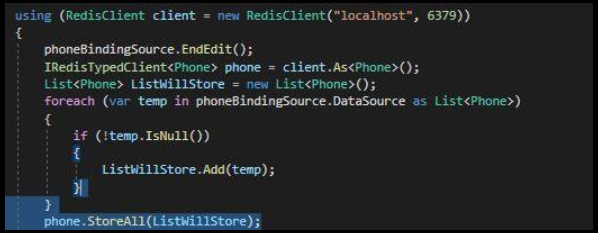 using (RedisClient client = new RedisClient("localhost", 6379))
{
phoneBindingSource.EndEdit();
IRedisTypedClient<Phone> phone = client.As<Phone>();
List<Phone> ListWillStore = new List<Phone>();
foreach (var temp in phoneBindingSource.DataSource as List<Phone>)
{
if (!temp.IsNull())
{
ListWillStore.Add(temp);
}
}
phone.StoreAll(ListWillStore);